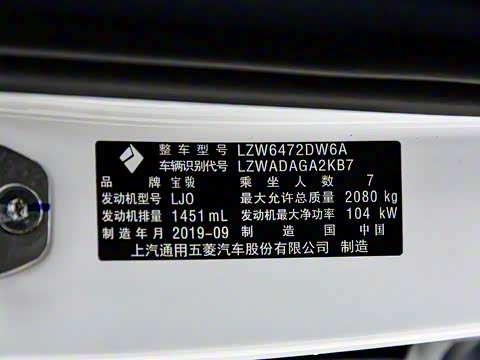 整车型号 LZW6472DW6A
车辆识别代号 LZWADAGA2KB7
品牌 宝骏 乘坐人数 7
发动机型号 LJO 最大允许总质量 2080 kg
发动机排量 1451 mL 发动机最大净功率 104 kW
制造年月 2019-09 制造国 中国
上汽通用五菱汽车股份有限公司 制造